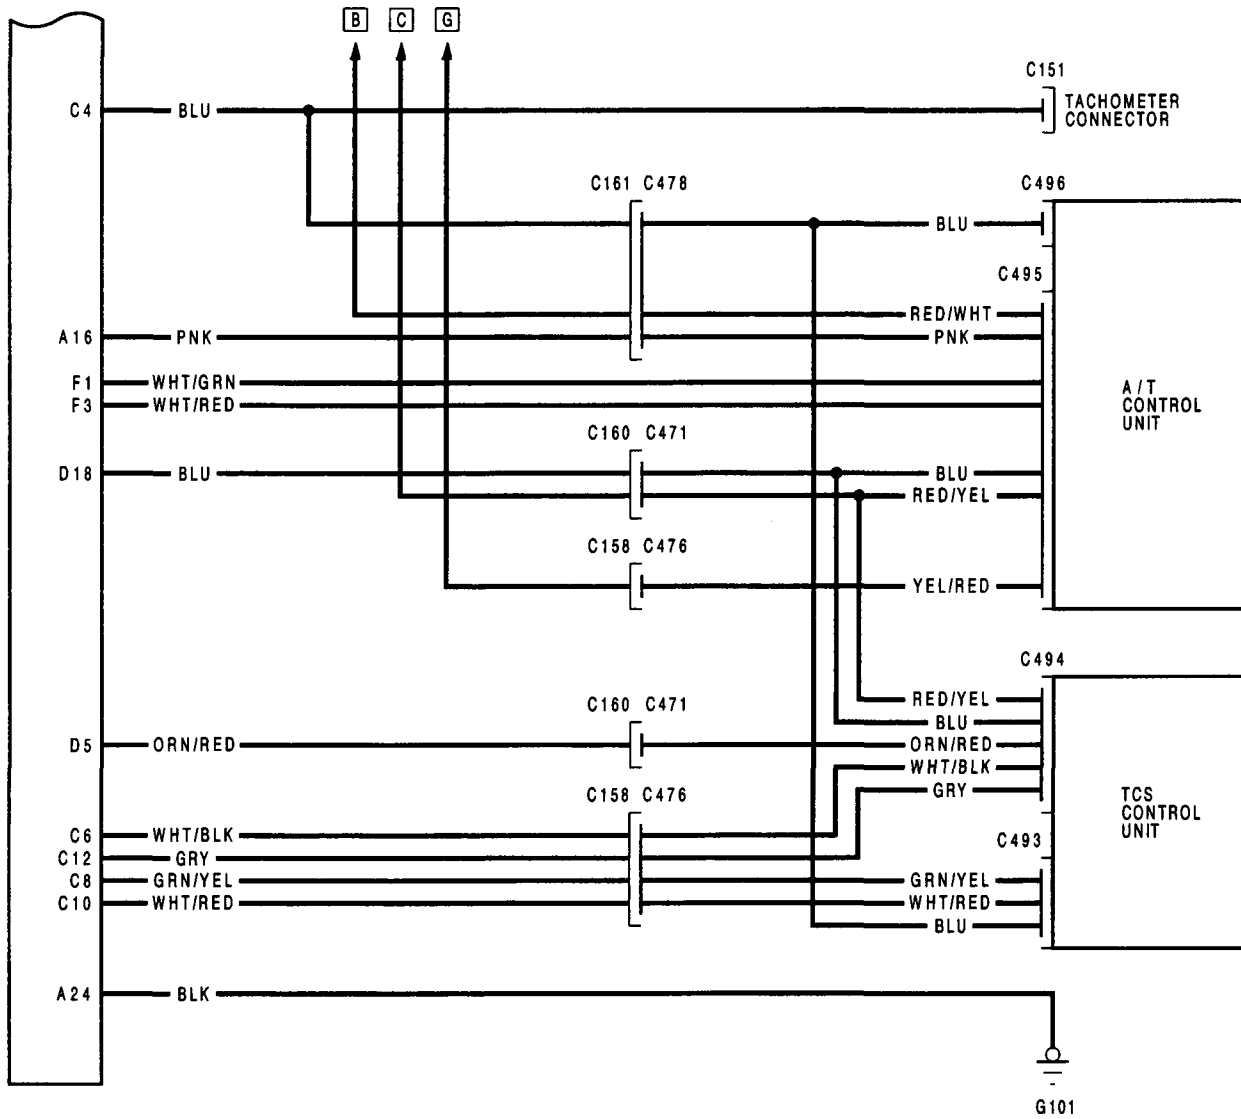 B C G
C151
C4 BLU TACHOMETER
CONNECTOR
C161 C478 C496
BLU
C495
RED/WHT
A16 PNK PNK
F1 WHT/GRN
F3 WHT/RED
A/T
CONTROL
UNIT
C160 C471
D18 BLU BLU
RED/YEL
C158 C476
YEL/RED
C494
RED/YEL
C160 C471
BLU
D5 ORN/RED ORN/RED
WHT/BLK
GRY
C158 C476
TCS
CONTROL
UNIT
C6 WHT/BLK
C493
C12 GRY
C8 GRN/YEL GRN/YEL
C10 WHT/RED WHT/RED
BLU
A24 BLK
G101